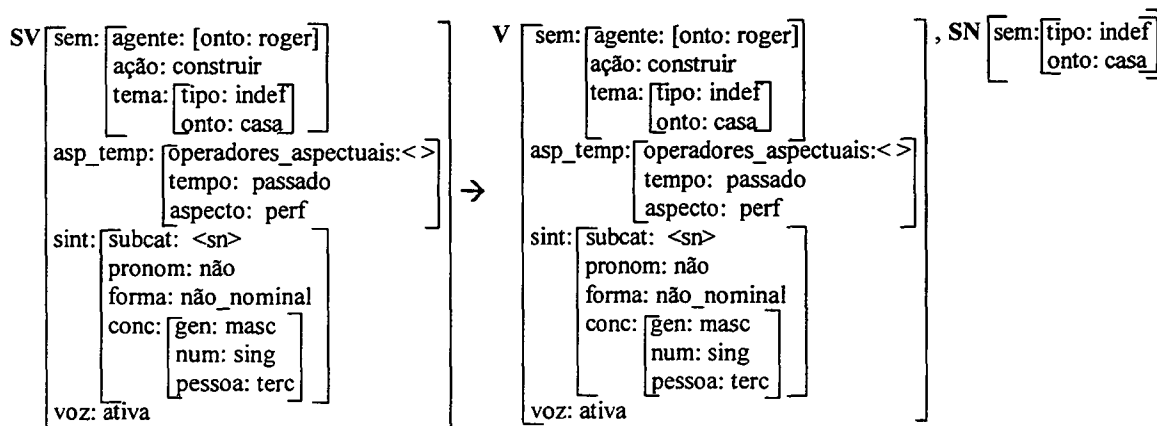 SV sem: agente: [onto: roger]
ação: construir
tema: tipo: indef
onto: casa
asp_temp: operadores_aspectuais:< >
tempo: passado
aspecto: perf
sint: subcat: <sn>
pronom: não
forma: não_nominal
conc: gen: masc
num: sing
pessoa: terc
voz: ativa
→
V sem: agente: [onto: roger]
ação: construir
tema: tipo: indef
onto: casa
asp_temp: operadores_aspectuais:< >
tempo: passado
aspecto: perf
sint: subcat: <sn>
pronom: não
forma: não_nominal
conc: gen: masc
num: sing
pessoa: terc
voz: ativa
, SN sem: tipo: indef
onto: casa